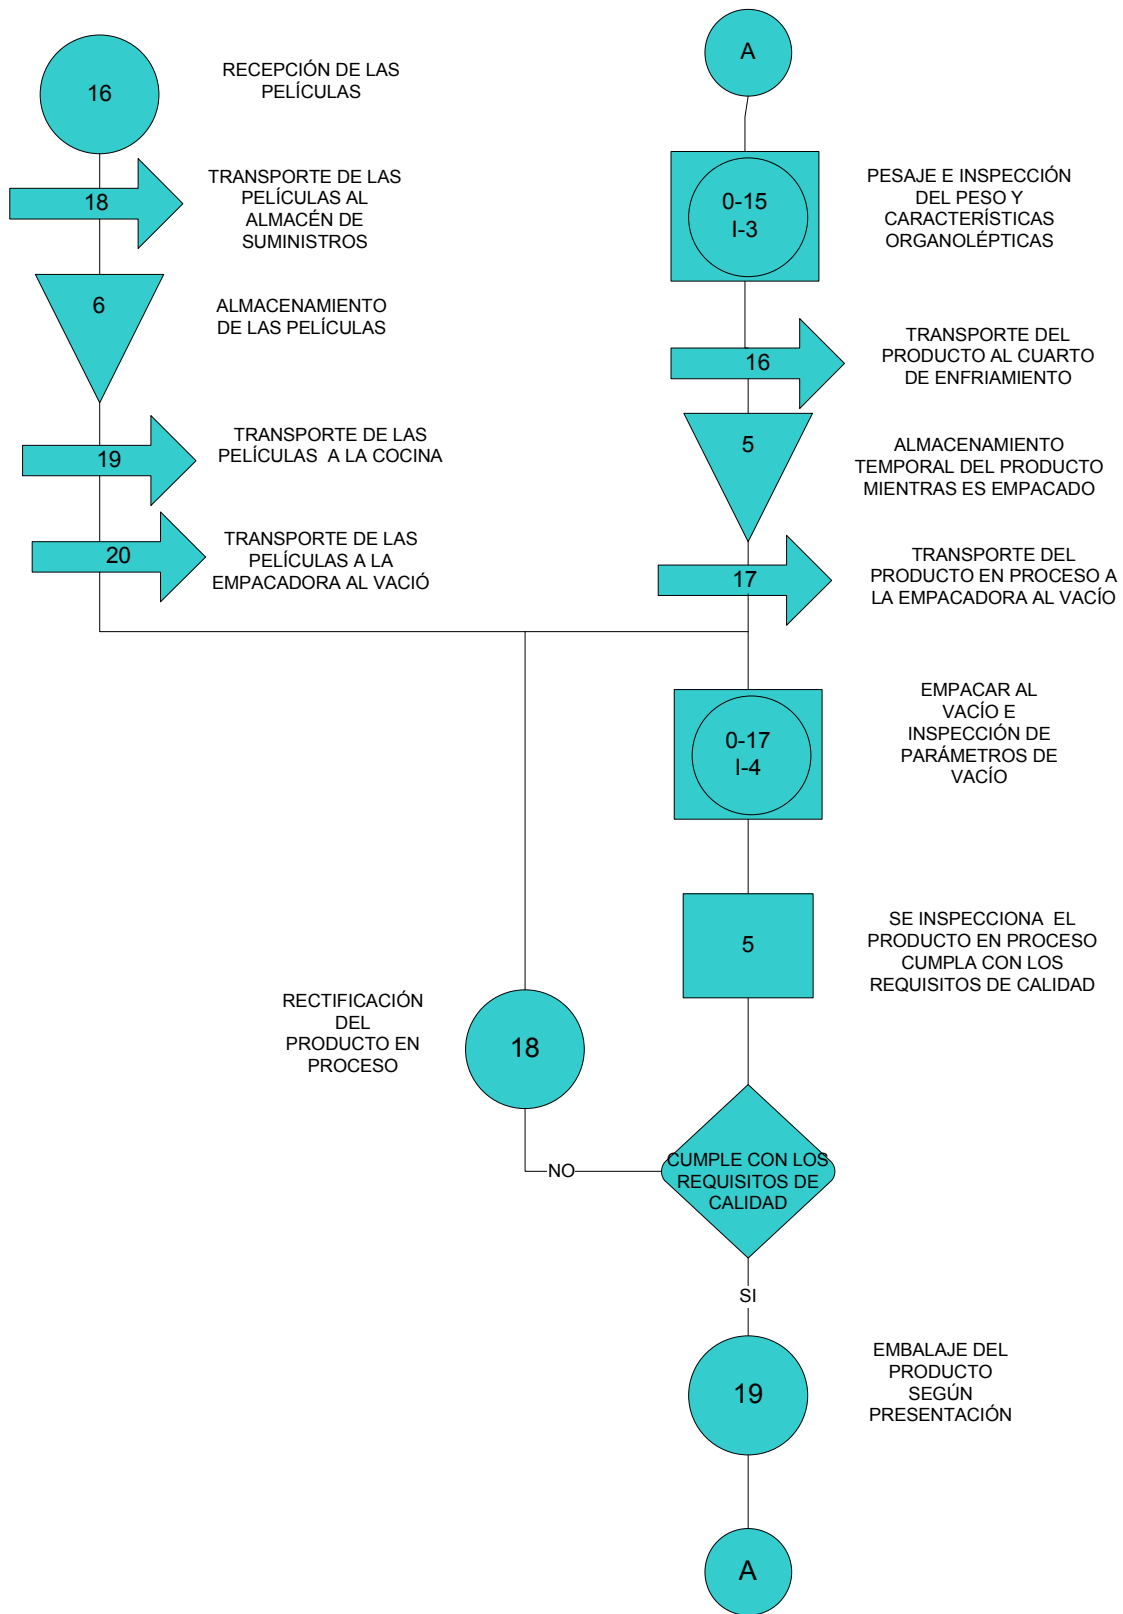 16
RECEPCIÓN DE LAS
PELÍCULAS
18
TRANSPORTE DE LAS
PELÍCULAS AL
ALMACÉN DE
SUMINISTROS
6
ALMACENAMIENTO
DE LAS PELÍCULAS
19
TRANSPORTE DE LAS
PELÍCULAS A LA COCINA
20
TRANSPORTE DE LAS
PELÍCULAS A LA
EMPACADORA AL VACIÓ
A
0-15
I-3
PESAJE E INSPECCIÓN
DEL PESO Y
CARACTERÍSTICAS
ORGANOLÉPTICAS
16
TRANSPORTE DEL
PRODUCTO AL CUARTO
DE ENFRIAMIENTO
5
ALMACENAMIENTO
TEMPORAL DEL PRODUCTO
MIENTRAS ES EMPACADO
17
TRANSPORTE DEL
PRODUCTO EN PROCESO A
LA EMPACADORA AL VACÍO
0-17
I-4
EMPACAR AL
VACÍO E
INSPECCIÓN DE
PARÁMETROS DE
VACÍO
5
SE INSPECCIONA EL
PRODUCTO EN PROCESO
CUMPLA CON LOS
REQUISITOS DE CALIDAD
RECTIFICACIÓN
DEL
PRODUCTO EN
PROCESO
18
NO
CUMPLE CON LOS
REQUISITOS DE
CALIDAD
SI
19
EMBALAJE DEL
PRODUCTO
SEGÚN
PRESENTACIÓN
A